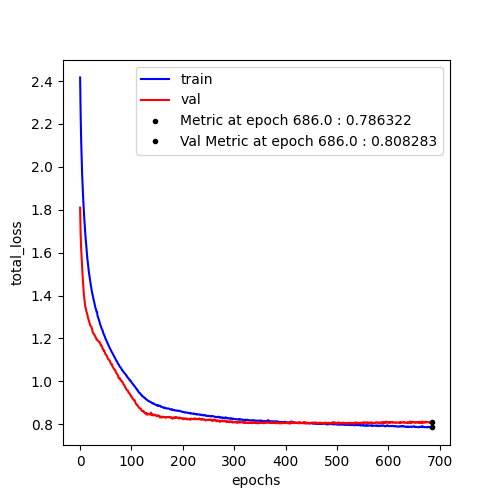 train
val
Metric at epoch 686.0 : 0.786322
Val Metric at epoch 686.0 : 0.808283
total_loss
2.4
2.2
2.0
1.8
1.6
1.4
1.2
1.0
0.8
0 100 200 300 400 500 600 700
epochs